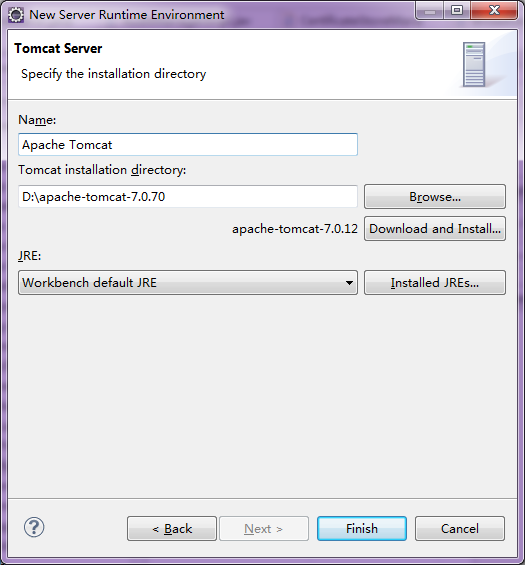 New Server Runtime Environment
Tomcat Server
Specify the installation directory
Name:
Apache Tomcat
Tomcat installation directory:
D:\apache-tomcat-7.0.70
Browse...
apache-tomcat-7.0.12
Download and Install...
JRE:
Workbench default JRE
Installed JREs...
?
< Back
Next >
Finish
Cancel